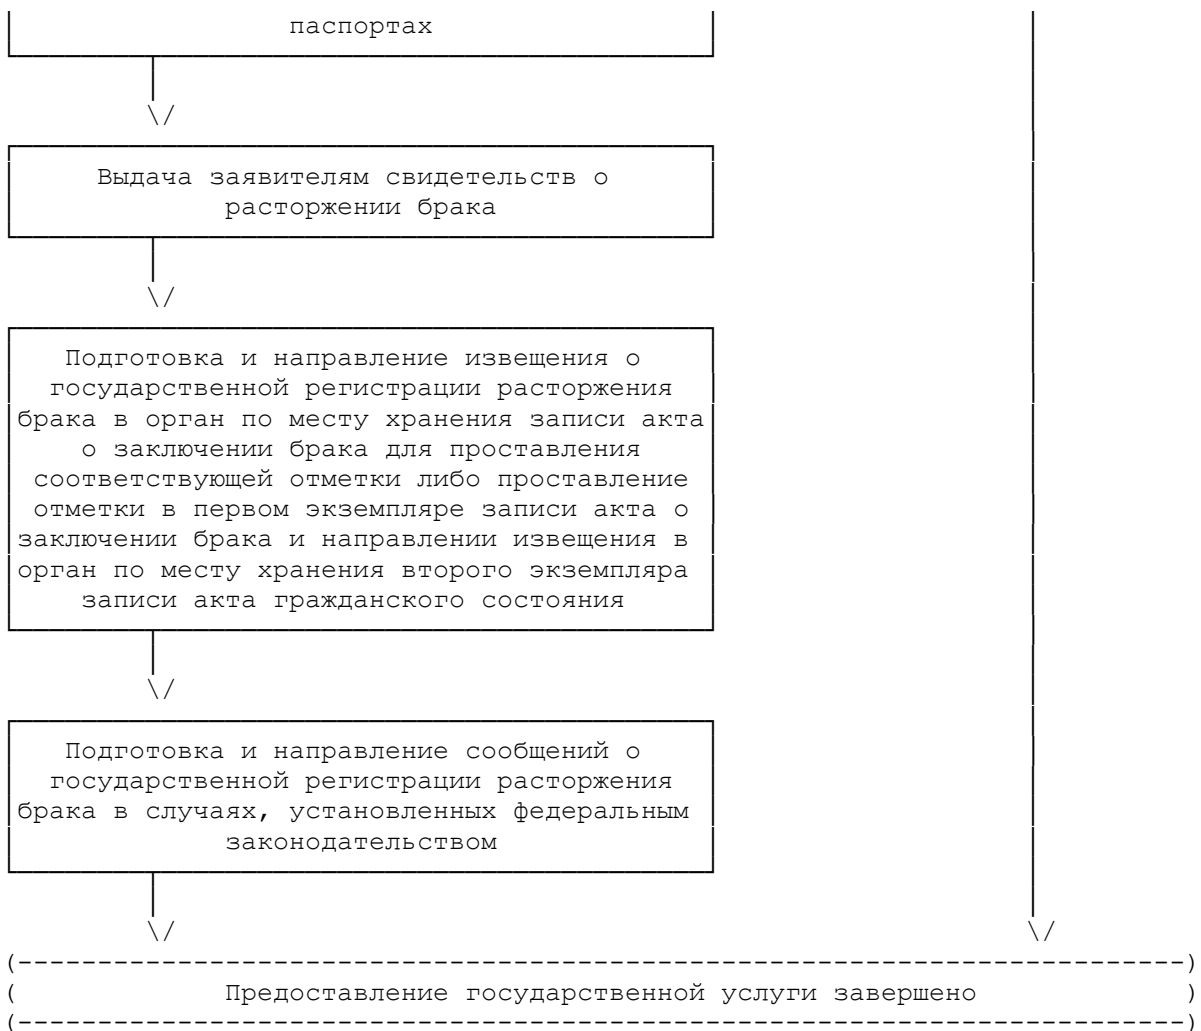 паспортах
Выдача заявителям свидетельств о
расторжении брака
Подготовка и направление извещения о
государственной регистрации расторжения
брака в орган по месту хранения записи акта
о заключении брака для проставления
соответствующей отметки либо проставление
отметки в первом экземпляре записи акта о
заключении брака и направлении извещения в
орган по месту хранения второго экземпляра
записи акта гражданского состояния
Подготовка и направление сообщений о
государственной регистрации расторжения
брака в случаях, установленных федеральным
законодательством
Предоставление государственной услуги завершено